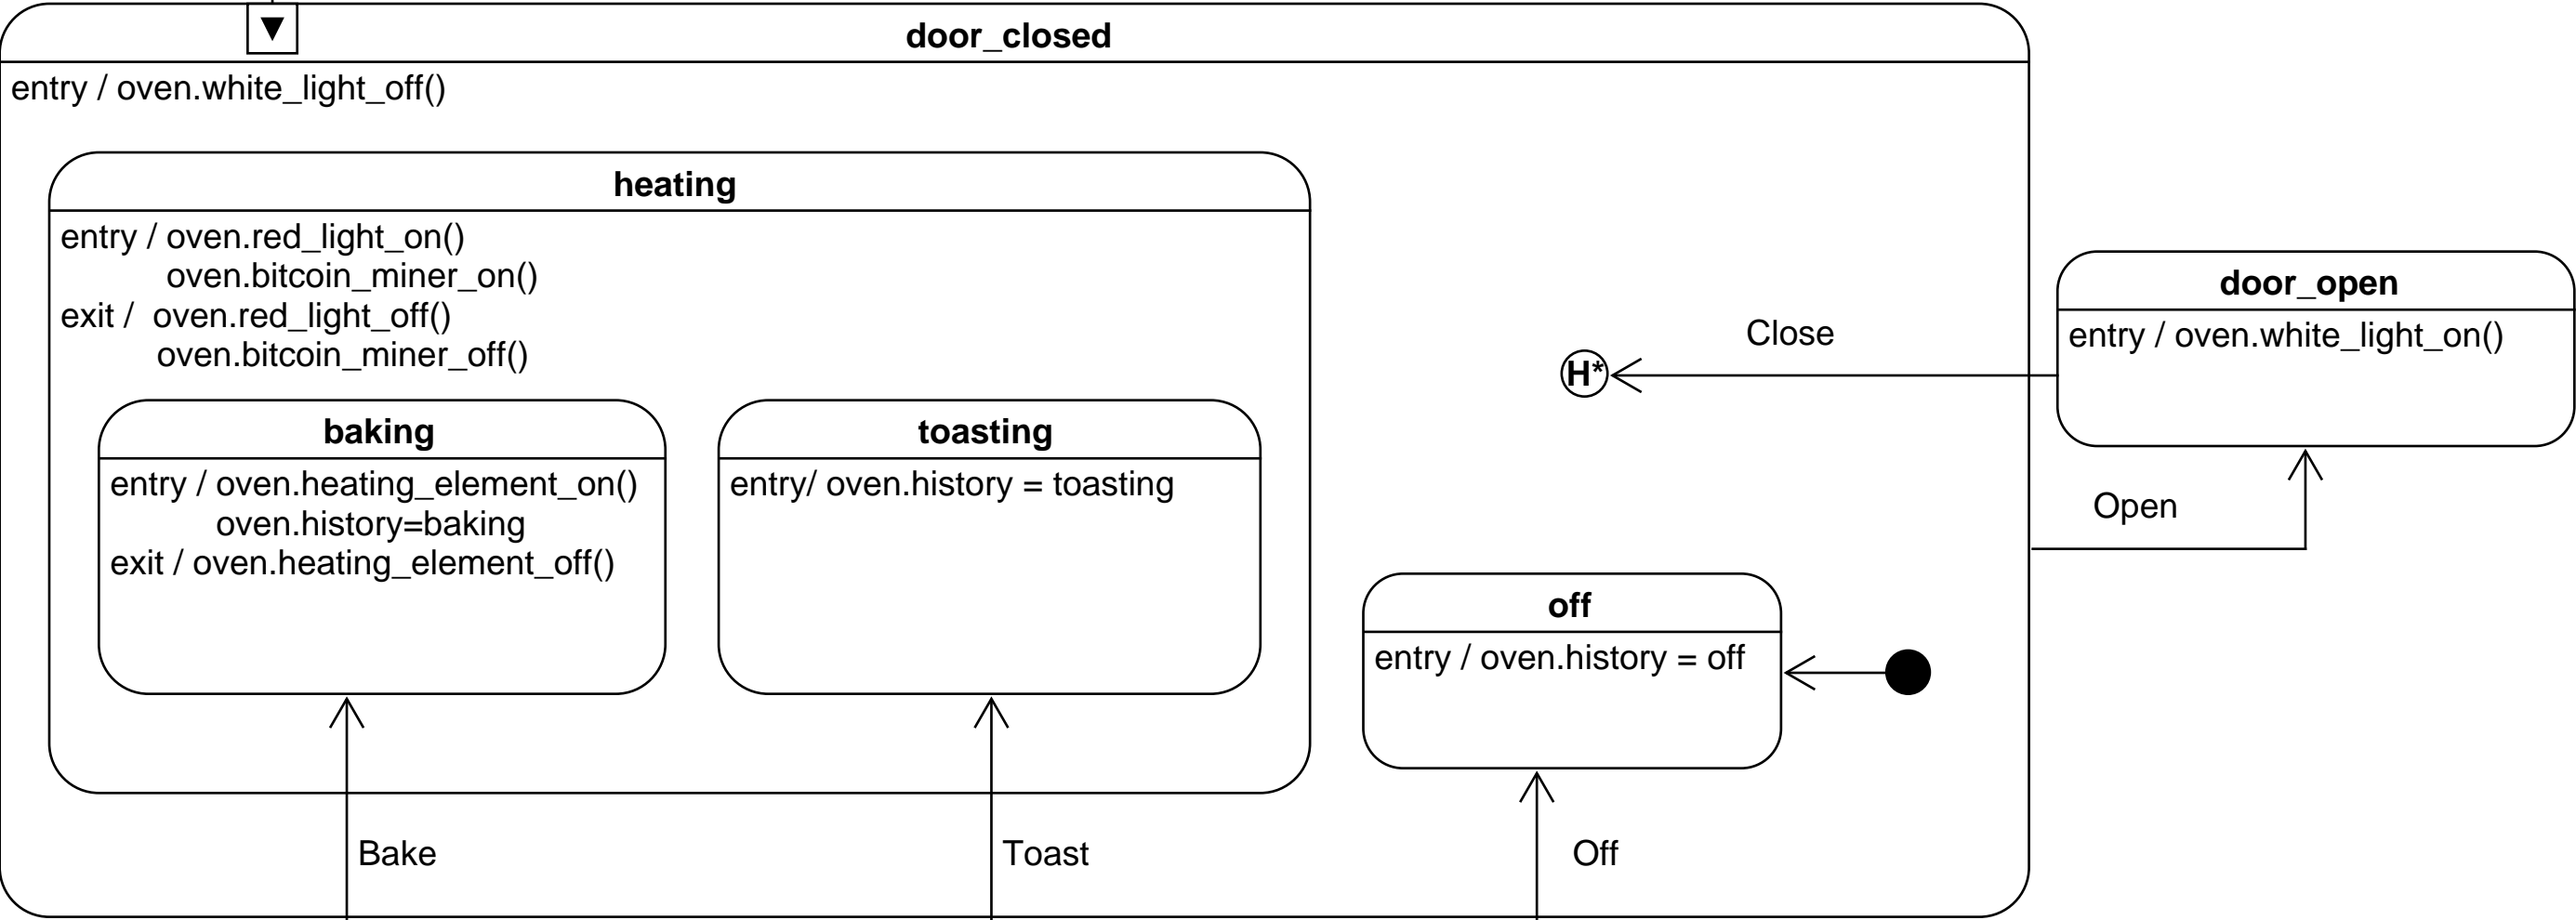 door_closed
entry / oven.white_light_off()
heating
entry / oven.red_light_on()
oven.bitcoin_miner_on()
exit /  oven.red_light_off()
oven.bitcoin_miner_off()
baking
entry / oven.heating_element_on()
oven.history=baking
exit / oven.heating_element_off()
toasting
entry/ oven.history = toasting
H*
Close
door_open
entry / oven.white_light_on()
Open
off
entry / oven.history = off
Bake
Toast
Off